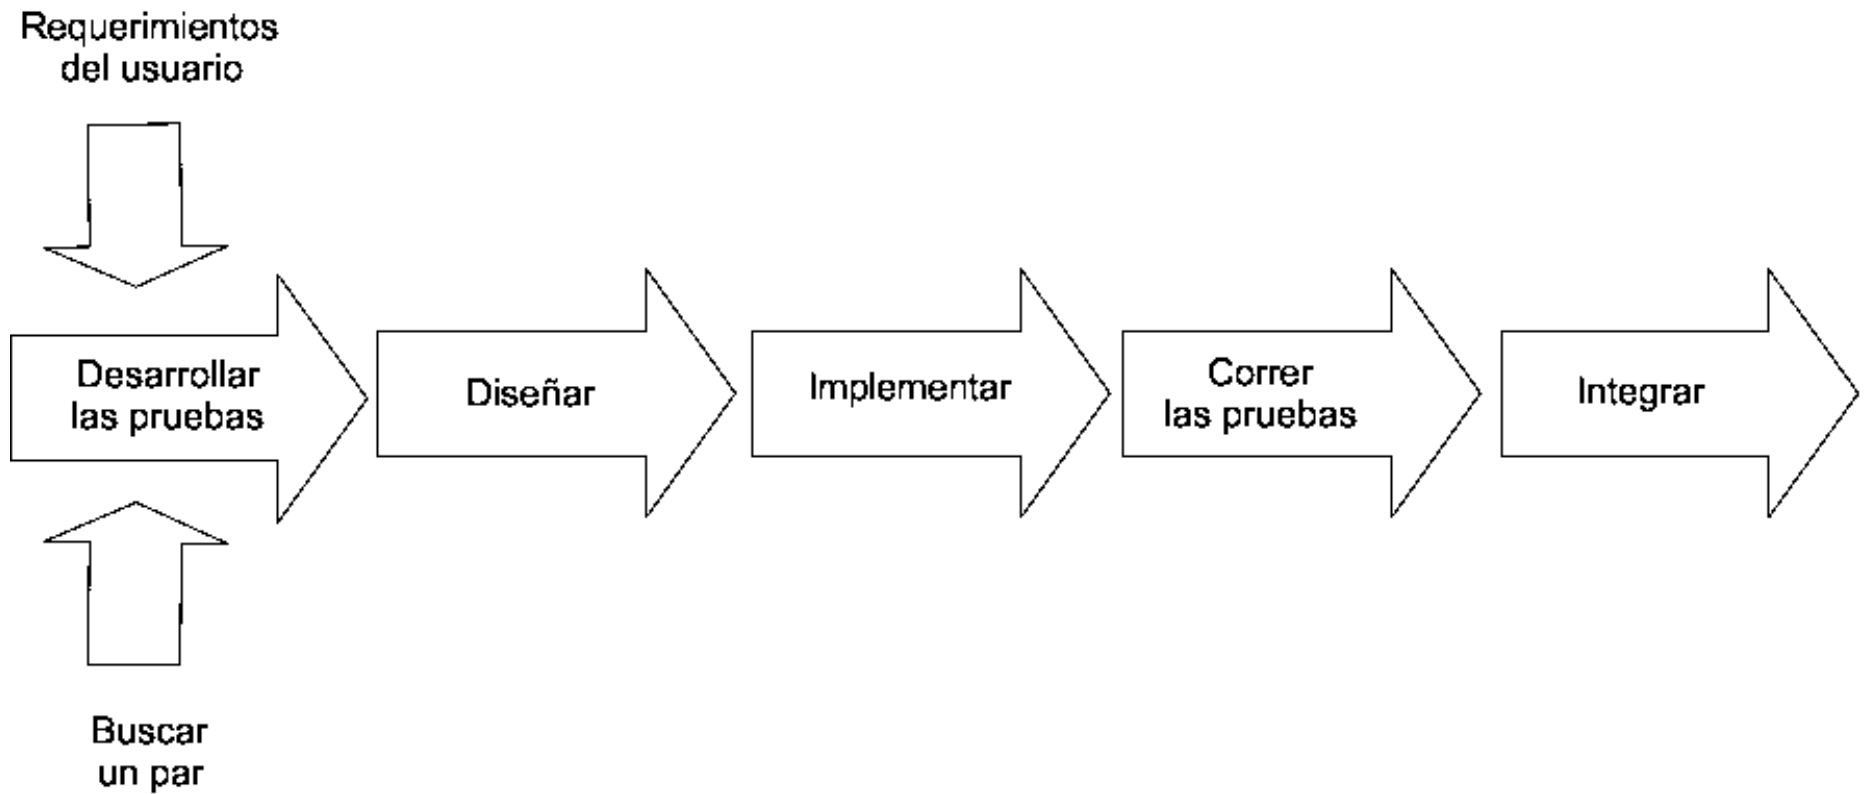 Requerimientos
del usuario
Desarrollar
las pruebas
Diseñar
Implementar
Correr
las pruebas
Integrar
Buscar
un par